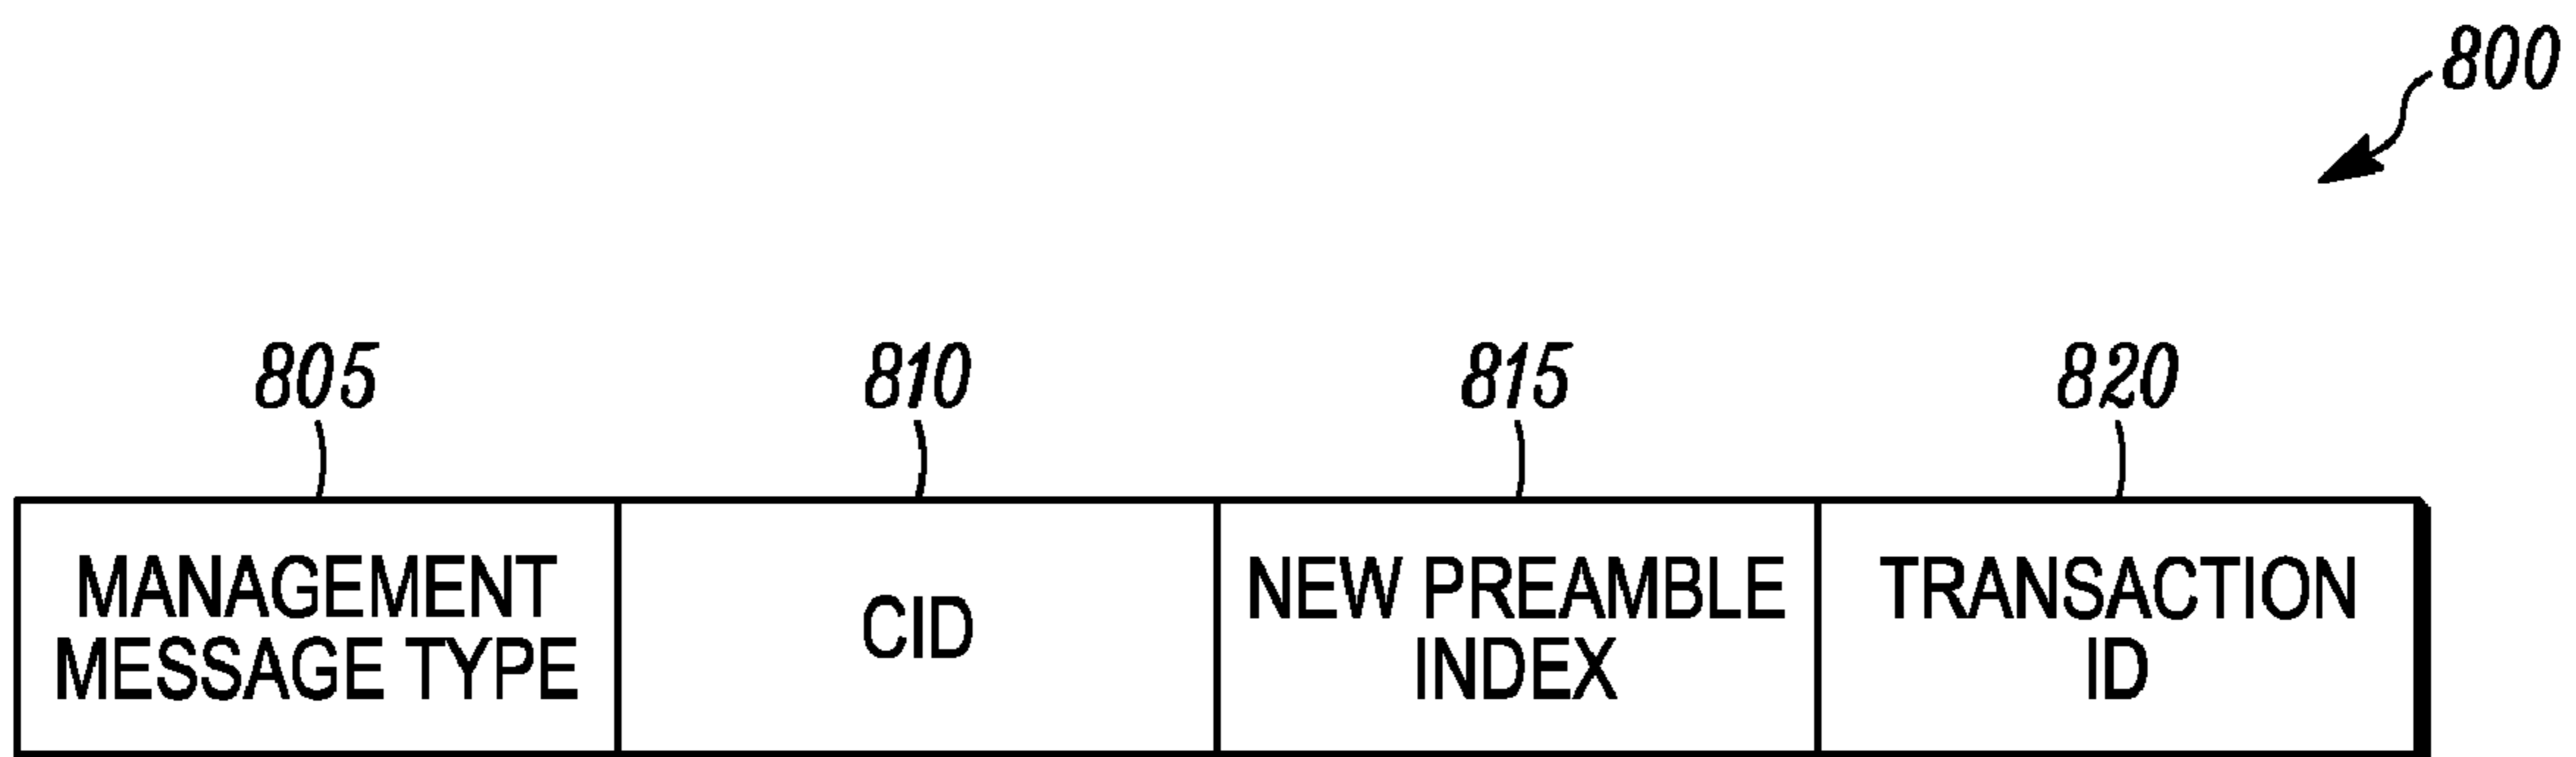 800
805 810 815 820
MANAGEMENT MESSAGE TYPE
CID
NEW PREAMBLE INDEX
TRANSACTION ID